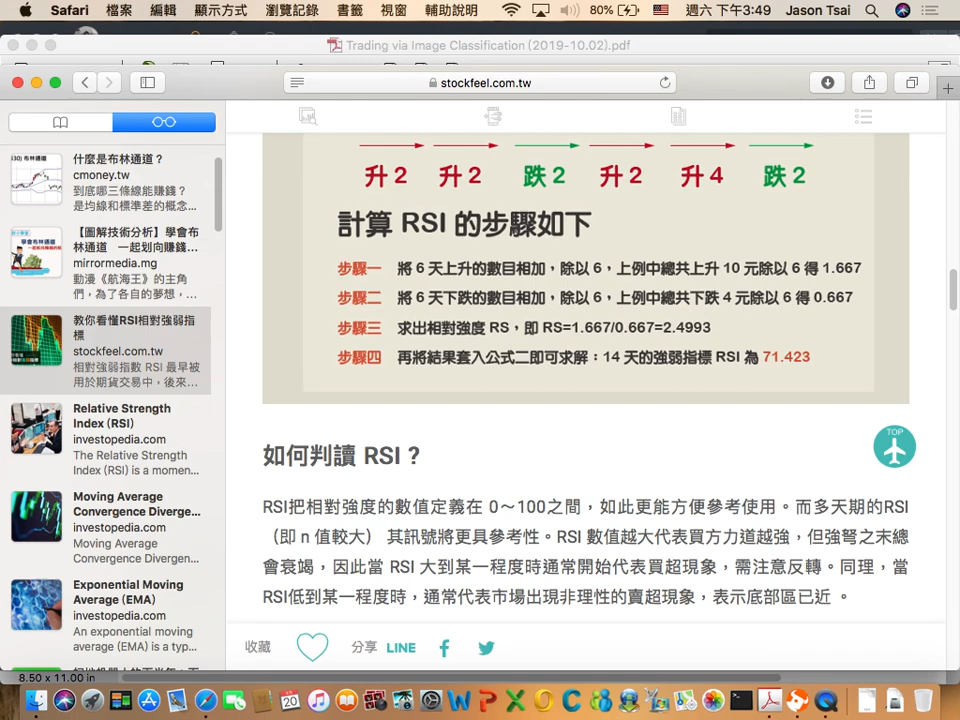 Safari 檔案 編輯 顯示方式 瀏覽記錄 書籤 視窗 輔助說明 80% 週六 下午3:49 Jason Tsai
Trading via Image Classification (2019-10.02).pdf
stockfeel.com.tw
什麼是布林通道？
cmoney.tw
到底哪三條線能賺錢？
是均線和標準差的概念...
【圖解技術分析】學會布
林通道 一起划向賺錢...
mirrormedia.mg
動漫《航海王》的主角
們，為了各自的夢想，...
教你看懂RSI相對強弱指
標
stockfeel.com.tw
相對強弱指數 RSI 最早被
用於期貨交易中，後來...
Relative Strength
Index (RSI)
investopedia.com
The Relative Strength
Index (RSI) is a momen...
Moving Average
Convergence Diverge...
investopedia.com
Moving Average
Convergence Divergen...
Exponential Moving
Average (EMA)
investopedia.com
An exponential moving
average (EMA) is a typ...
升 2 升 2 跌 2 升 2 升 4 跌 2
計算 RSI 的步驟如下
步驟一 將 6 天上升的數目相加，除以 6，上例中總共上升 10 元除以 6 得 1.667
步驟二 將 6 天下跌的數目相加，除以 6，上例中總共下跌 4 元除以 6 得 0.667
步驟三 求出相對強度 RS，即 RS=1.667/0.667=2.4993
步驟四 再將結果套入公式二即可求解：14 天的強弱指標 RSI 為 71.423
TOP
如何判讀 RSI？
RSI把相對強度的數值定義在 0～100之間，如此更能方便參考使用。而多天期的RSI
（即 n 值較大） 其訊號將更具參考性。RSI 數值越大代表買方力道越強，但強弩之末總
會衰竭，因此當 RSI 大到某一程度時通常開始代表買超現象，需注意反轉。同理，當
RSI低到某一程度時，通常代表市場出現非理性的賣超現象，表示底部區已近 。
收藏 分享 LINE
8.50 x 11.00 in